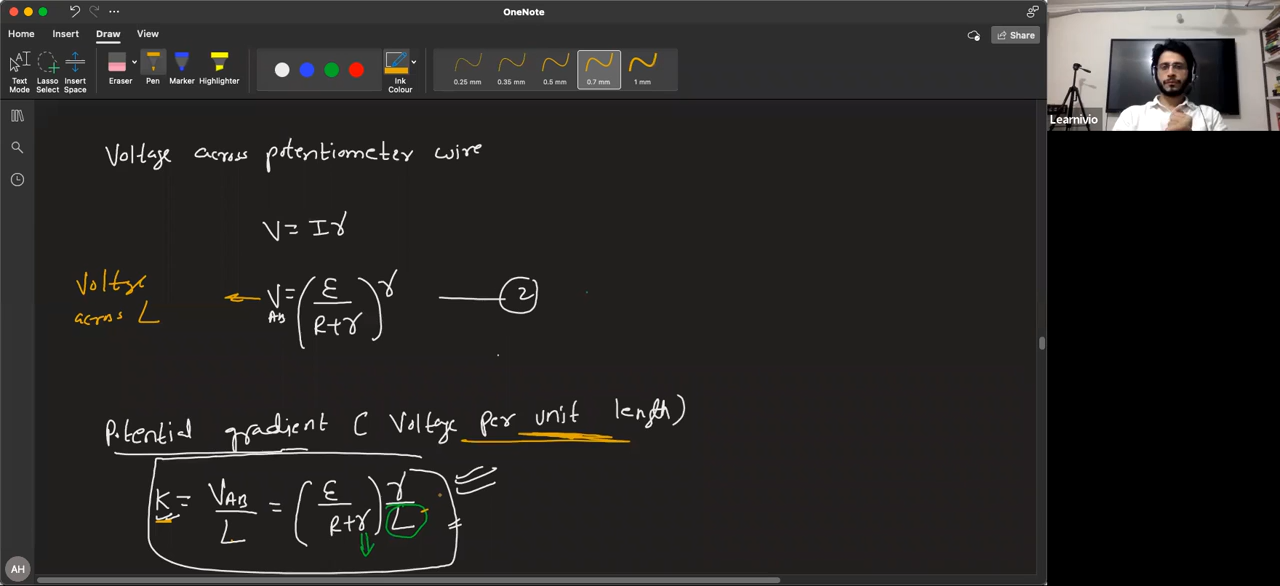 OneNote
Home Insert Draw View
Share
Text Mode
Lasso Select
Insert Space
Eraser
Pen
Marker
Highlighter
Ink Colour
0.25 mm
0.35 mm
0.5 mm
0.7 mm
1 mm
Learnivio
Voltage across potentiometer wire
V = Ir
Voltage across L
V_AB = (ε / R+r) r — 2
Potential gradient ( Voltage per unit length)
K = V_AB / L = (ε / R+r) r / L
AH